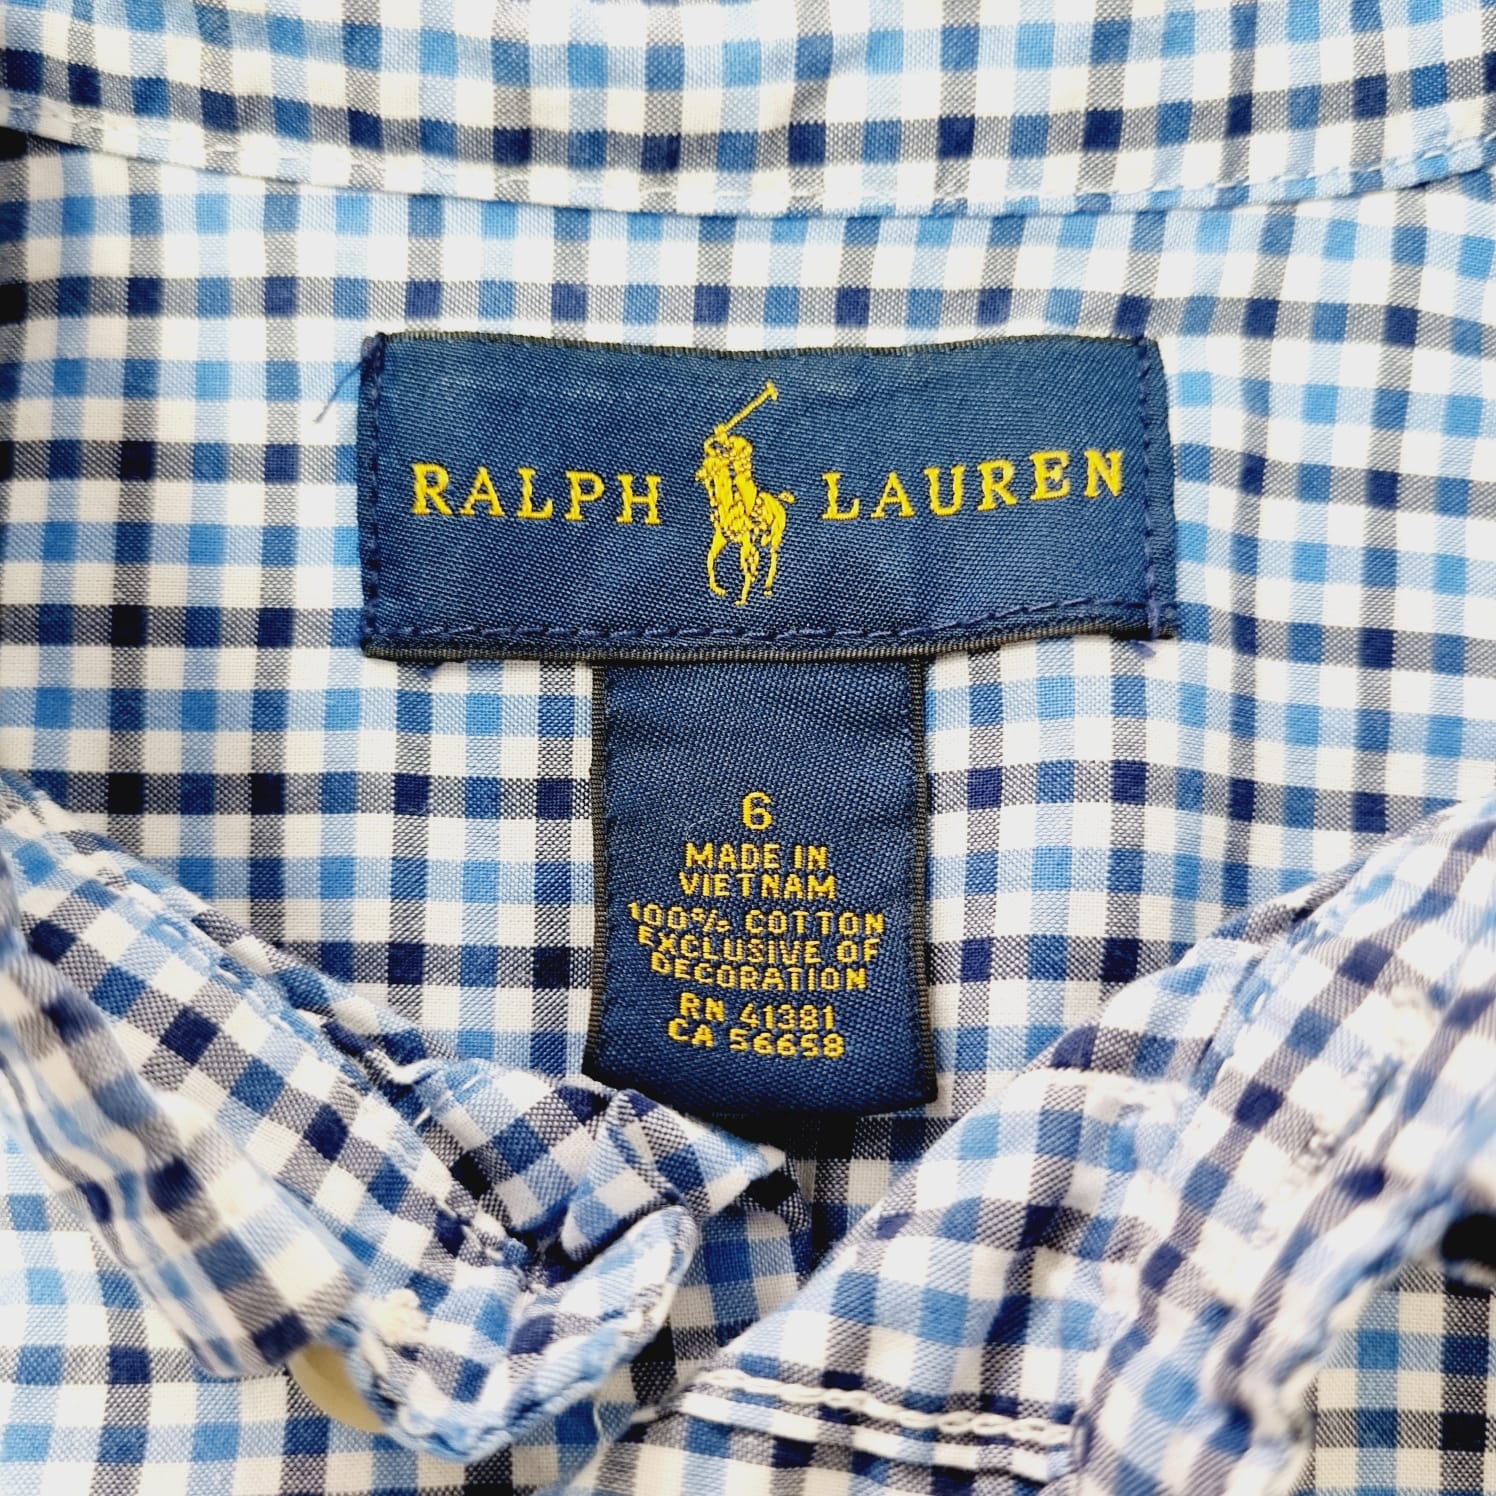 RALPH LAUREN
6
MADE IN
VIETNAM
100% COTTON
EXCLUSIVE OF
DECORATION
RN 41381
CA 56658